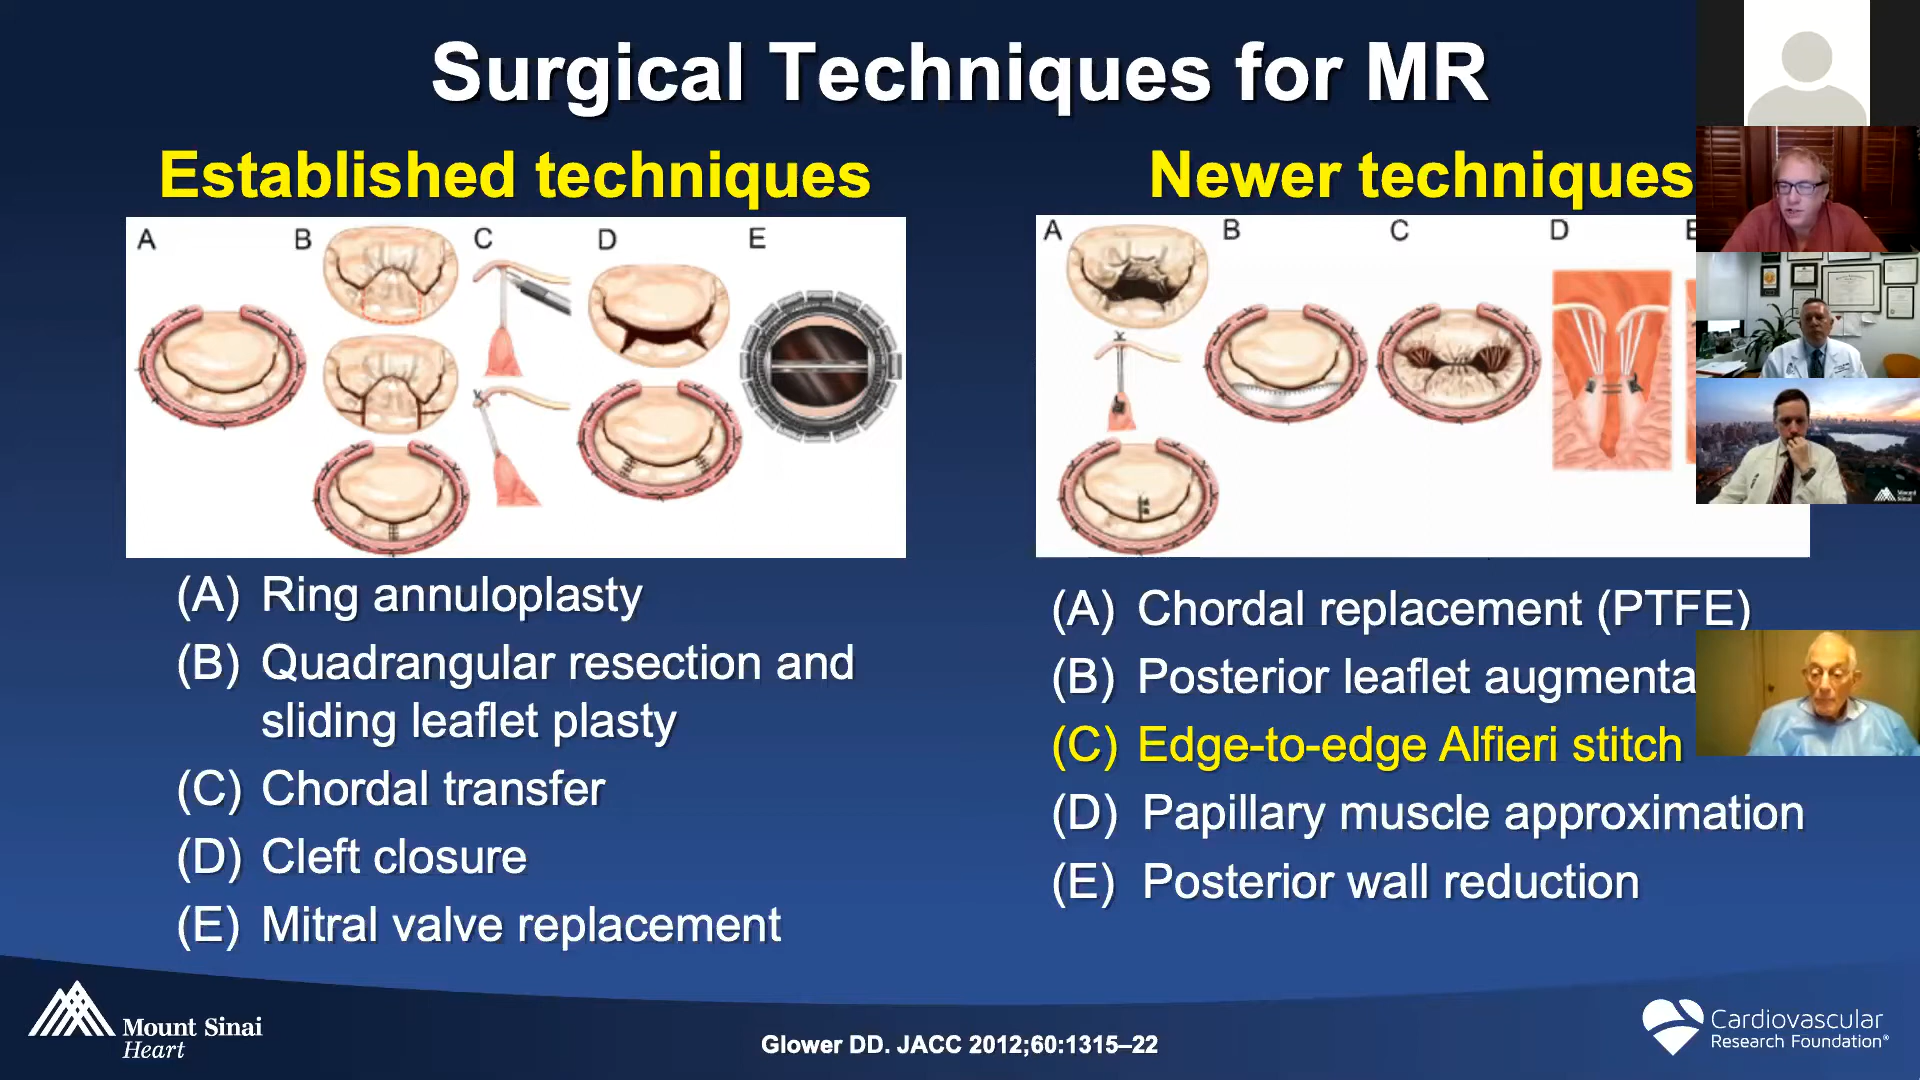 Surgical Techniques for MR
Established techniques
A B C D E
(A) Ring annuloplasty
(B) Quadrangular resection and
sliding leaflet plasty
(C) Chordal transfer
(D) Cleft closure
(E) Mitral valve replacement
Newer techniques
A B C D E
(A) Chordal replacement (PTFE)
(B) Posterior leaflet augmenta
(C) Edge-to-edge Alfieri stitch
(D) Papillary muscle approximation
(E) Posterior wall reduction
Mount Sinai
Heart
Glower DD. JACC 2012;60:1315–22
Cardiovascular
Research Foundation®
Mount
Sinai